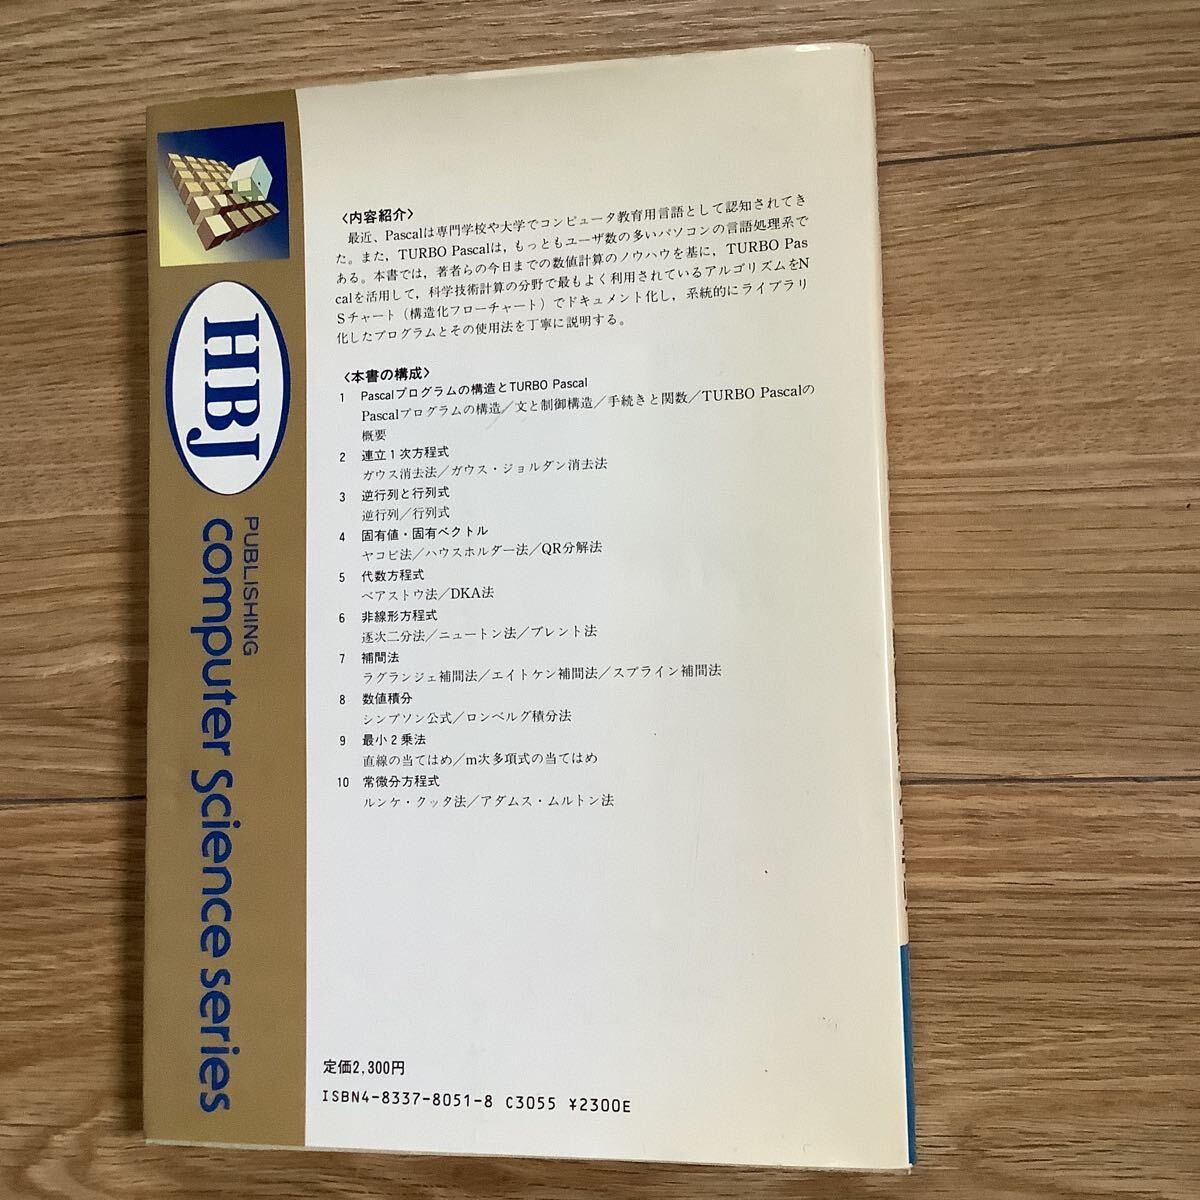 HBJ
PUBLISHING
computer Science series
〈内容紹介〉
最近、Pascalは専門学校や大学でコンピュータ教育用言語として認知されてき
た。また，TURBO Pascalは，もっともユーザ数の多いパソコンの言語処理系で
ある。本書では，著者らの今日までの数値計算のノウハウを基に，TURBO Pas
calを活用して，科学技術計算の分野で最もよく利用されているアルゴリズムをN
Sチャート（構造化フローチャート）でドキュメント化し，系統的にライブラリ
化したプログラムとその使用法を丁寧に説明する。
〈本書の構成〉
1 Pascalプログラムの構造とTURBO Pascal
Pascalプログラムの構造／文と制御構造／手続きと関数／TURBO Pascalの
概要
2 連立1次方程式
ガウス消去法／ガウス・ジョルダン消去法
3 逆行列と行列式
逆行列／行列式
4 固有値・固有ベクトル
ヤコビ法／ハウスホルダー法／QR分解法
5 代数方程式
ベアストウ法／DKA法
6 非線形方程式
逐次二分法／ニュートン法／ブレント法
7 補間法
ラグランジェ補間法／エイトケン補間法／スプライン補間法
8 数値積分
シンプソン公式／ロンベルグ積分法
9 最小2乗法
直線の当てはめ／m次多項式の当てはめ
10 常微分方程式
ルンケ・クッタ法／アダムス・ムルトン法
定価2,300円
ISBN4-8337-8051-8 C3055 ¥2300E